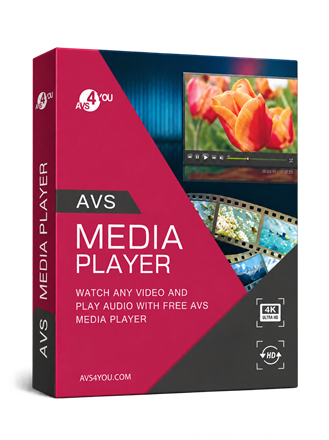 AVS4YOU
AVS
MEDIA
PLAYER
WATCH ANY VIDEO AND
PLAY AUDIO WITH FREE AVS
MEDIA PLAYER
AVS4YOU.COM
AVS MEDIA PLAYER
4K
ULTRA HD
HD